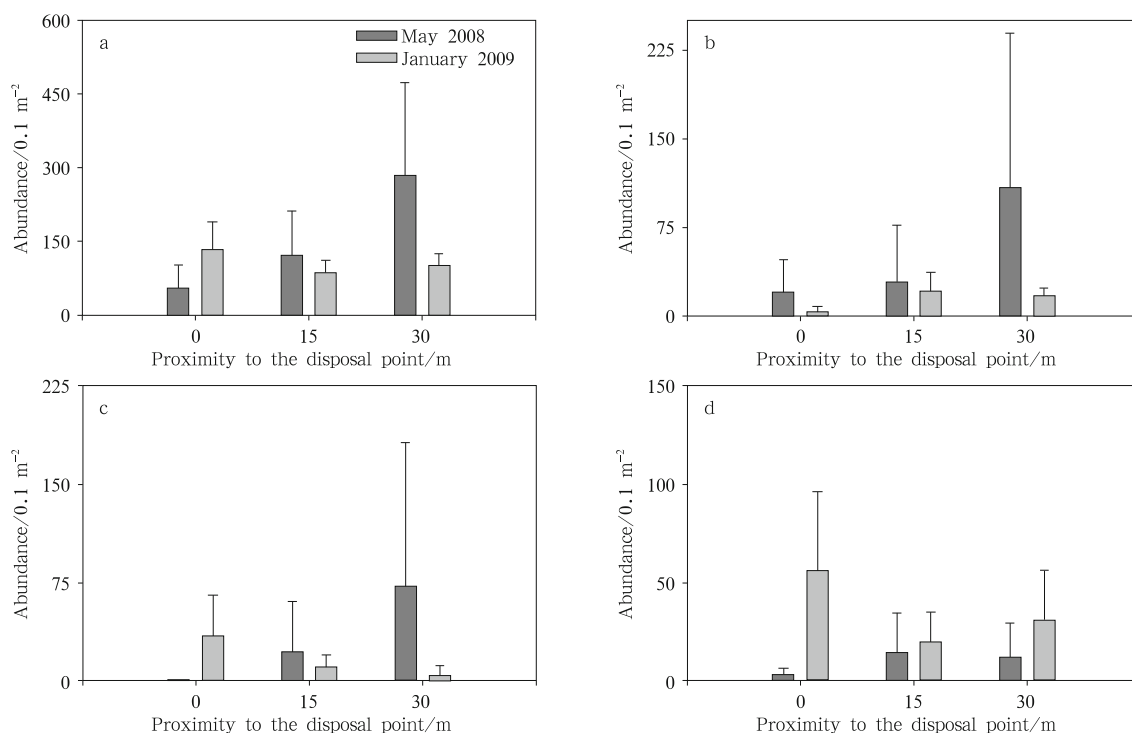 a
May 2008
January 2009
600
450
300
150
0
Abundance/0.1 m⁻²
0 15 30
Proximity to the disposal point/m
b
225
150
75
0
Abundance/0.1 m⁻²
0 15 30
Proximity to the disposal point/m
c
225
150
75
0
Abundance/0.1 m⁻²
0 15 30
Proximity to the disposal point/m
d
150
100
50
0
Abundance/0.1 m⁻²
0 15 30
Proximity to the disposal point/m